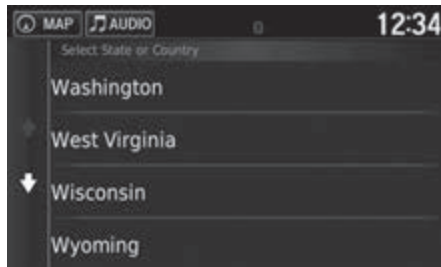 MAP AUDIO 12:34
Select State or Country
Washington
West Virginia
Wisconsin
Wyoming